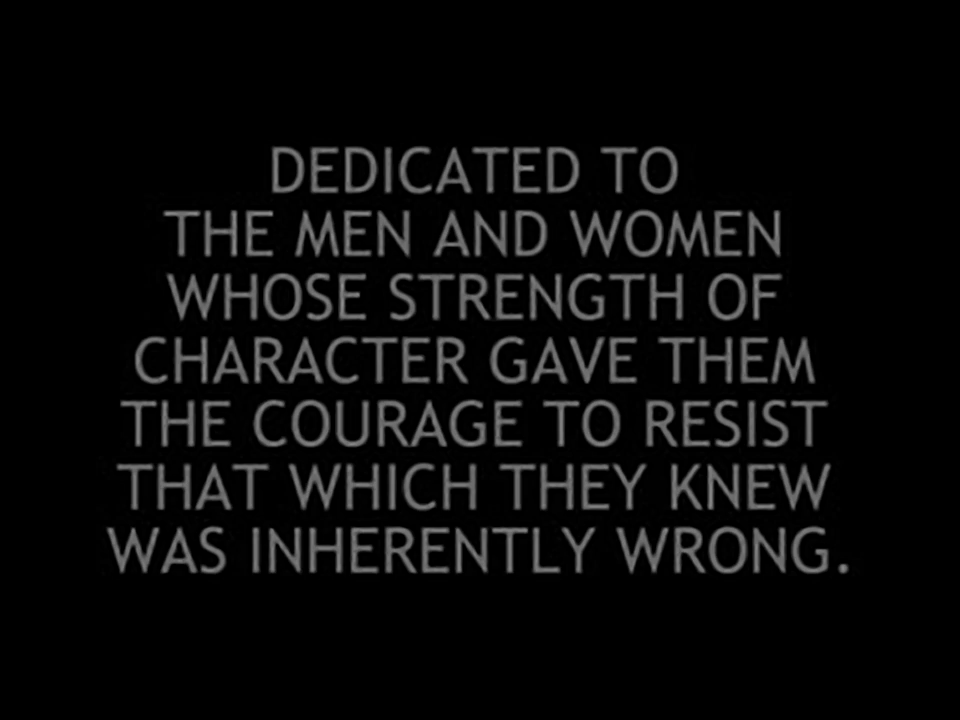 DEDICATED TO
THE MEN AND WOMEN
WHOSE STRENGTH OF
CHARACTER GAVE THEM
THE COURAGE TO RESIST
THAT WHICH THEY KNEW
WAS INHERENTLY WRONG.